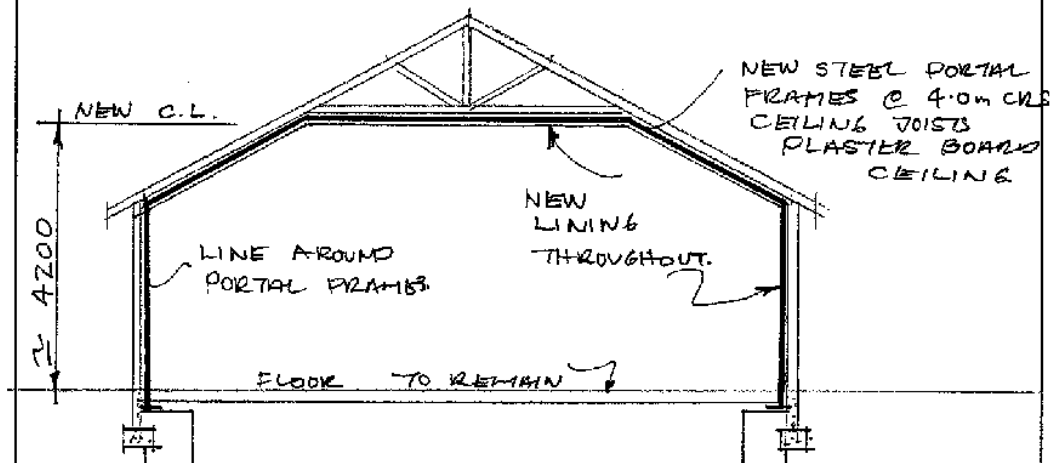 NEW STEEL PORTAL
FRAMES @ 4.0m CRS
CEILING JOISTS
PLASTER BOARD
CEILING
NEW C.L.
NEW
LINING
THROUGHOUT.
LINE AROUND
PORTAL FRAMES.
≃ 4200
FLOOR TO REMAIN